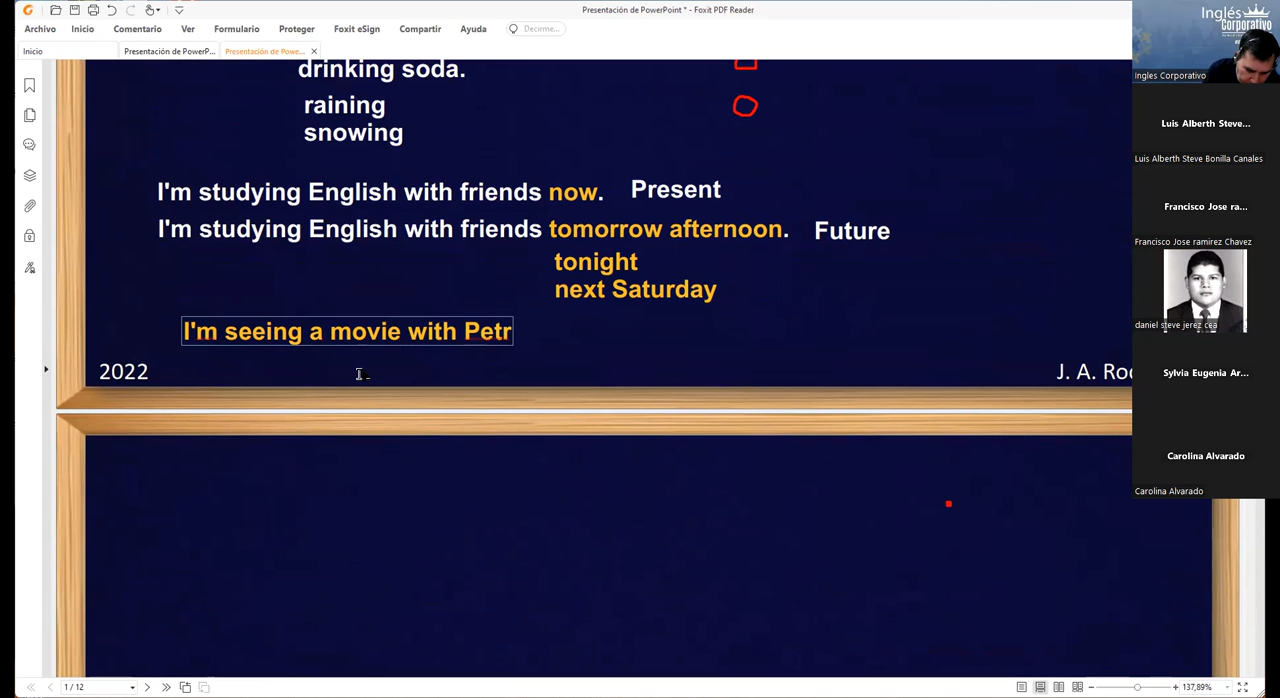 Presentación de PowerPoint * - Foxit PDF Reader
Archivo Inicio Comentario Ver Formulario Proteger Foxit eSign Compartir Ayuda Decirme...
Inicio Presentación de PowerP... Presentación de Powe...
drinking soda.
raining
snowing
I'm studying English with friends now. Present
I'm studying English with friends tomorrow afternoon. Future
tonight
next Saturday
I'm seeing a movie with Petr
2022
J. A. Ro
1 / 12
137,89%
Inglés
Corporativo
Ingles Corporativo
Luis Alberth Steve...
Luis Alberth Steve Bonilla Canales
Francisco Jose ra...
Francisco Jose ramirez Chavez
daniel steve jerez cea
Sylvia Eugenia Ar...
Carolina Alvarado
Carolina Alvarado